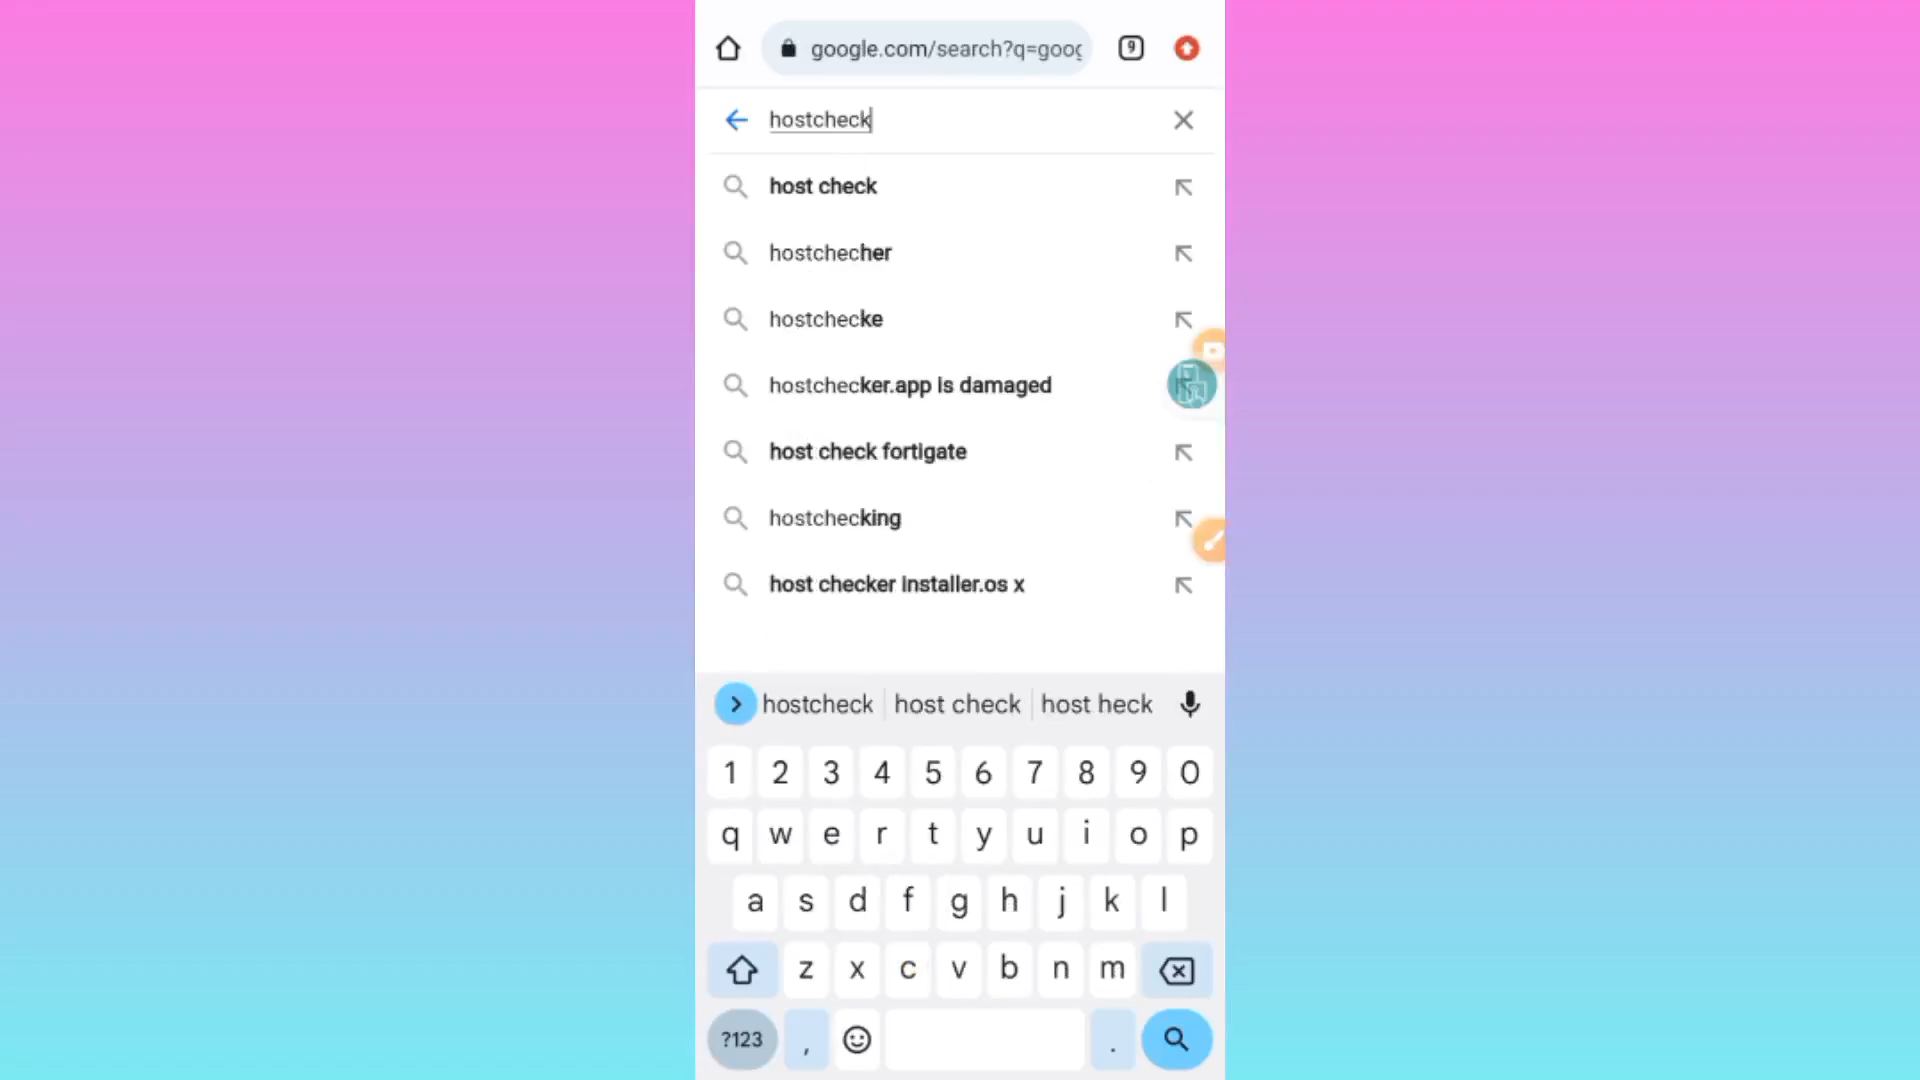 google.com/search?q=goog
9
hostcheck
host check
hostchecher
hostchecke
hostchecker.app is damaged
host check fortigate
hostchecking
host checker installer.os x
hostcheck host check host heck
1 2 3 4 5 6 7 8 9 0
q w e r t y u i o p
a s d f g h j k l
z x c v b n m
?123 , .